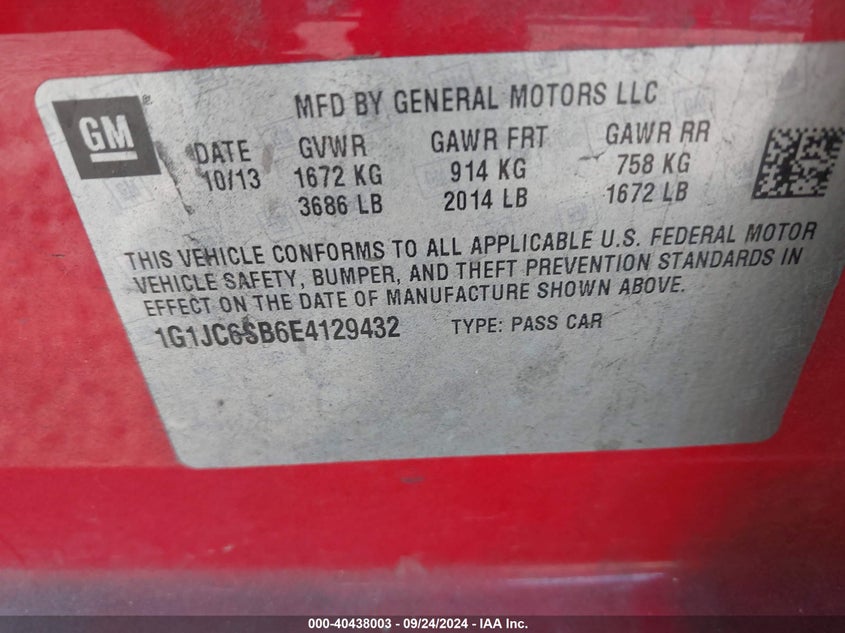 GM
MFD BY GENERAL MOTORS LLC
DATE GVWR GAWR FRT GAWR RR
10/13 1672 KG 914 KG 758 KG
3686 LB 2014 LB 1672 LB
THIS VEHICLE CONFORMS TO ALL APPLICABLE U.S. FEDERAL MOTOR
VEHICLE SAFETY, BUMPER, AND THEFT PREVENTION STANDARDS IN
EFFECT ON THE DATE OF MANUFACTURE SHOWN ABOVE.
1G1JC6SB6E4129432 TYPE: PASS CAR
000-40438003 — 09/24/2024 — IAA Inc.